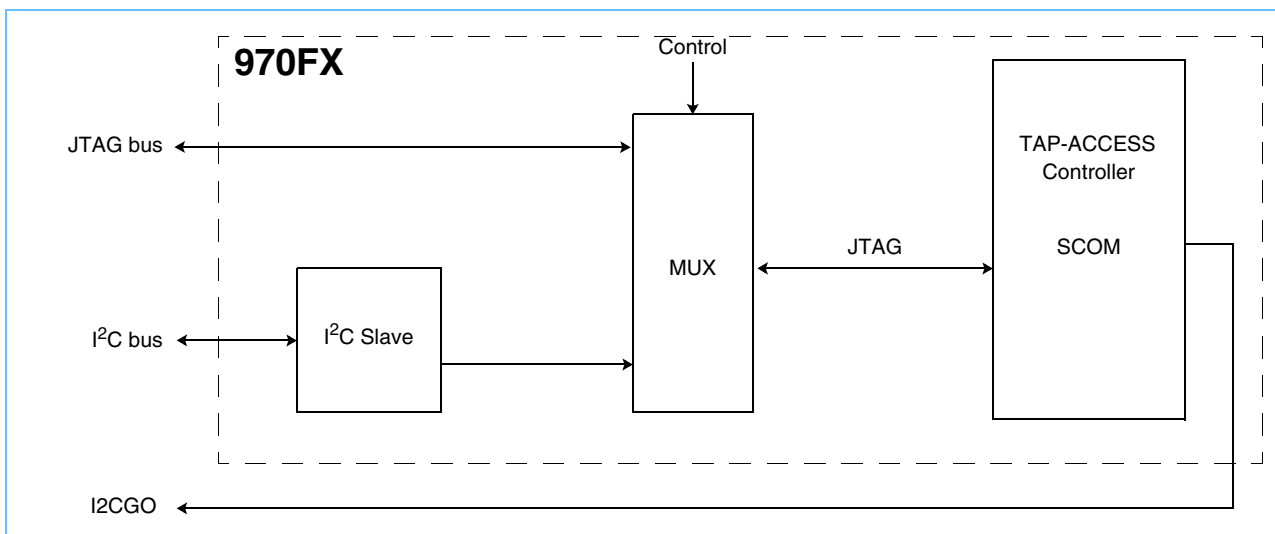 970FX
Control
JTAG bus
TAP-ACCESS
Controller
JTAG
SCOM
MUX
I²C bus
I²C Slave
I2CGO